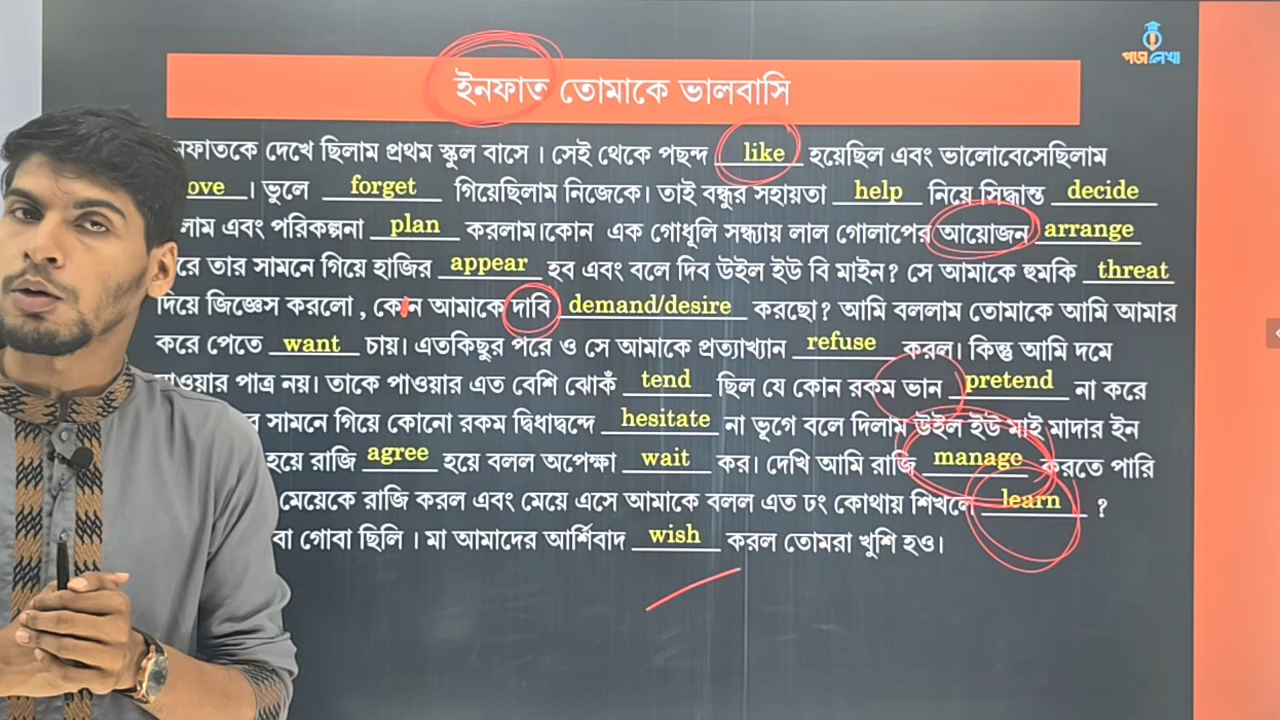 পড়ালেখা
ইনফাত তোমাকে ভালবাসি
নফাতকে দেখে ছিলাম প্রথম স্কুল বাসে । সেই থেকে পছন্দ like হয়েছিল এবং ভালোবেসেছিলাম
ove । ভুলে forget গিয়েছিলাম নিজেকে। তাই বন্ধুর সহায়তা help নিয়ে সিদ্ধান্ত decide
লাম এবং পরিকল্পনা plan করলাম।কোন এক গোধূলি সন্ধ্যায় লাল গোলাপের আয়োজন arrange
রে তার সামনে গিয়ে হাজির appear হব এবং বলে দিব উইল ইউ বি মাইন? সে আমাকে হুমকি threat
দিয়ে জিজ্ঞেস করলো , কেন আমাকে দাবি demand/desire করছো? আমি বললাম তোমাকে আমি আমার
করে পেতে want চায়। এতকিছুর পরে ও সে আমাকে প্রত্যাখ্যান refuse করল। কিন্তু আমি দমে
যাওয়ার পাত্র নয়। তাকে পাওয়ার এত বেশি ঝোকঁ tend ছিল যে কোন রকম ভান pretend না করে
র সামনে গিয়ে কোনো রকম দ্বিধাদ্বন্দে hesitate না ভূগে বলে দিলাম উইল ইউ মাই মাদার ইন
হয়ে রাজি agree হয়ে বলল অপেক্ষা wait কর। দেখি আমি রাজি manage করতে পারি
মেয়েকে রাজি করল এবং মেয়ে এসে আমাকে বলল এত ঢং কোথায় শিখলে learn ?
বা গোবা ছিলি । মা আমাদের আর্শিবাদ wish করল তোমরা খুশি হও।